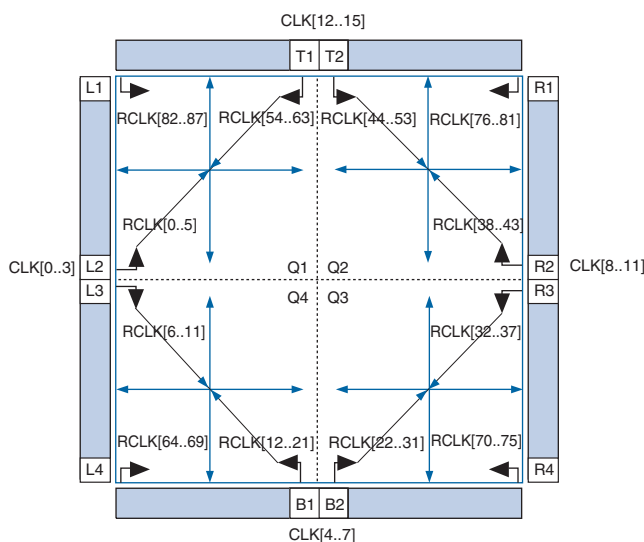 CLK[12..15]
T1 T2
L1 R1
RCLK[82..87] RCLK[54..63] RCLK[44..53] RCLK[76..81]
RCLK[0..5] RCLK[38..43]
CLK[0..3] L2 Q1 Q2 R2 CLK[8..11]
L3 Q4 Q3 R3
RCLK[6..11] RCLK[32..37]
RCLK[64..69] RCLK[12..21] RCLK[22..31] RCLK[70..75]
L4 R4
B1 B2
CLK[4..7]